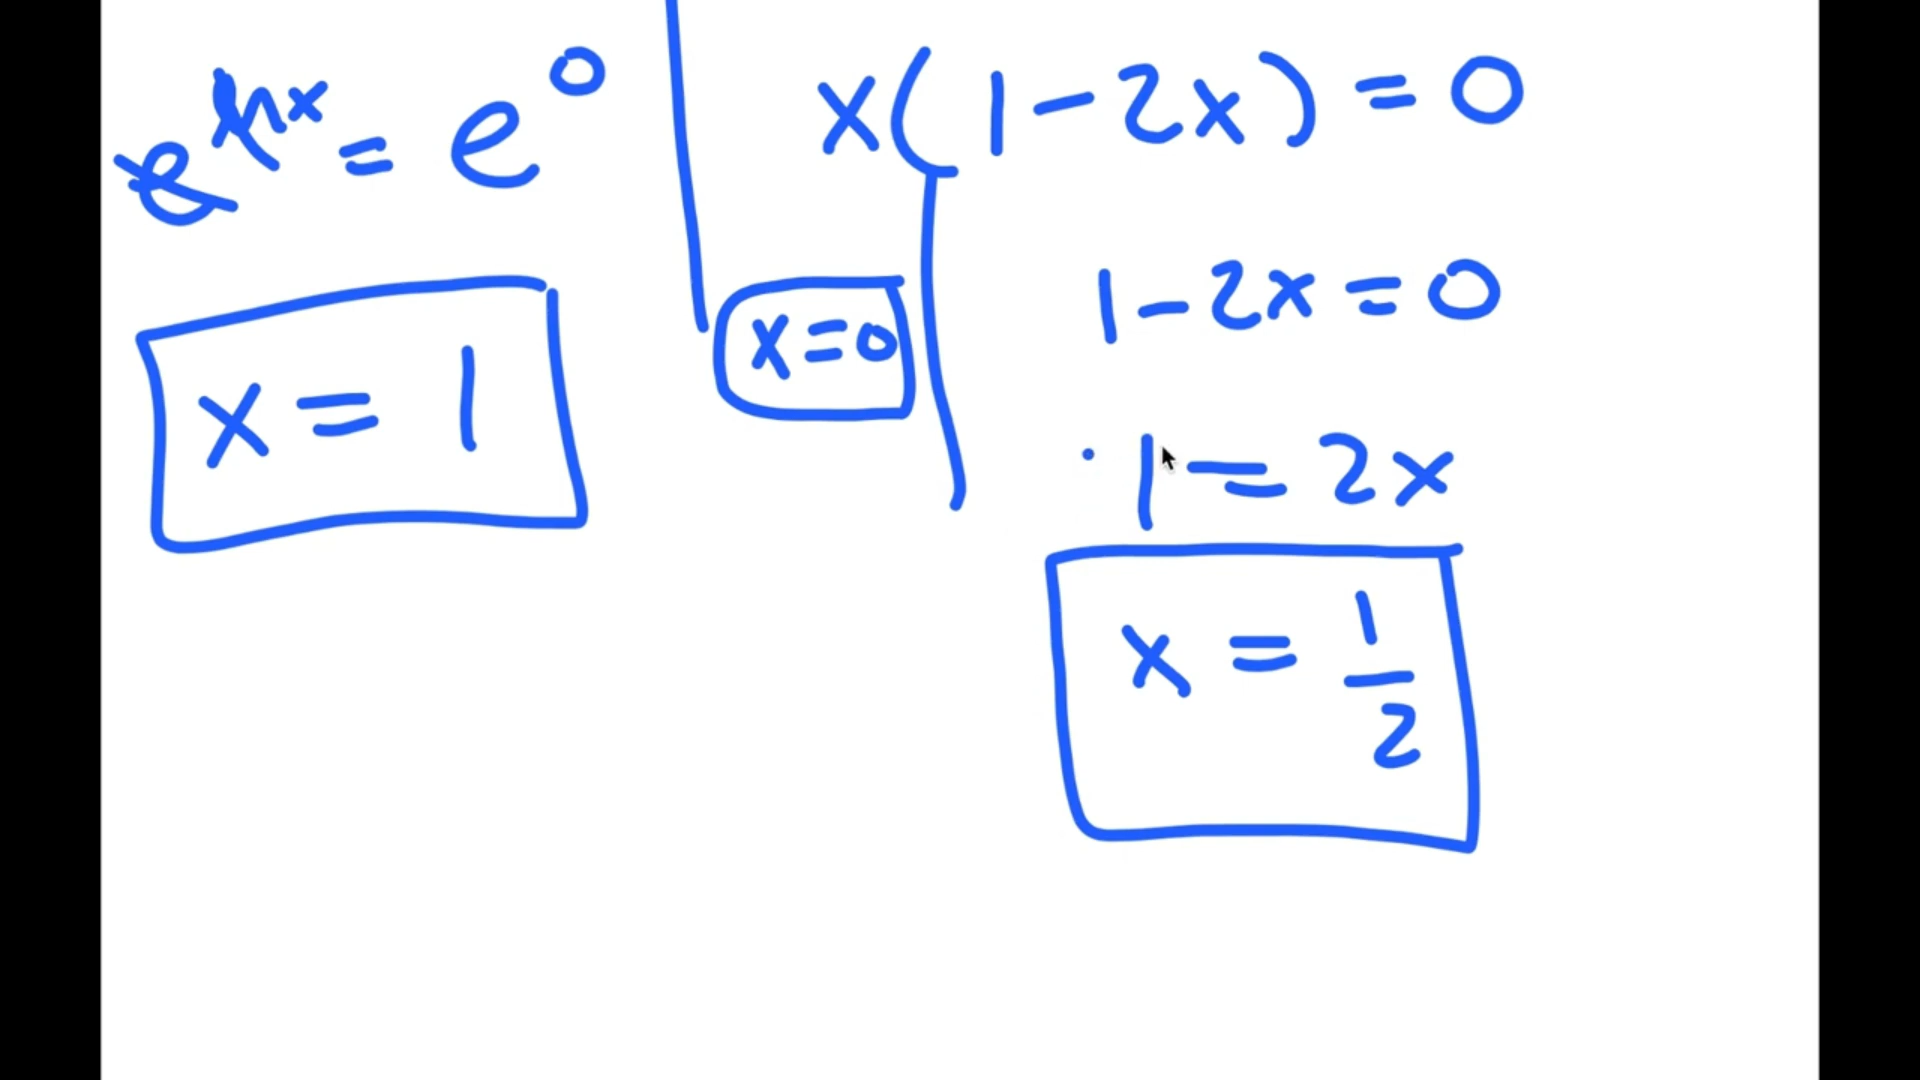 e^ln x = e^0
x = 1
x(1-2x) = 0
x=0
1-2x=0
1=2x
x = 1/2